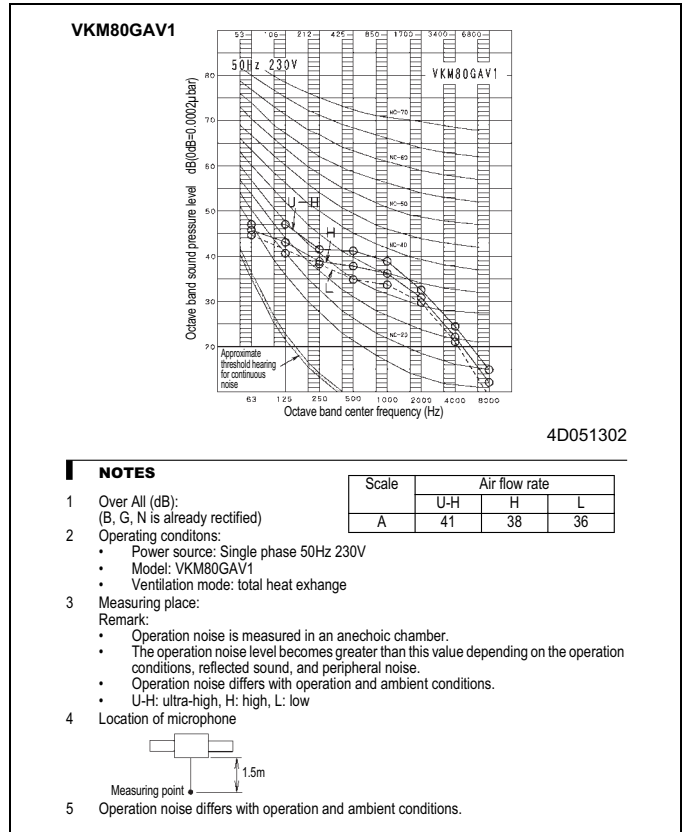 VKM80GAV1
53 106 212 425 850 1700 3400 6800
50Hz 230V
VKM80GAV1
80
70
60
50
40
30
20
NC-70
NC-60
NC-50
NC-40
NC-20
U-H
H
L
Octave band sound pressure level dB(0dB=0.0002µbar)
Approximate
threshold hearing
for continuous
noise
63 125 250 500 1000 2000 4000 8000
Octave band center frequency (Hz)
4D051302
NOTES
1 Over All (dB):
(B, G, N is already rectified)
Scale Air flow rate
U-H H L
A 41 38 36
2 Operating conditons:
• Power source: Single phase 50Hz 230V
• Model: VKM80GAV1
• Ventilation mode: total heat exhange
3 Measuring place:
Remark:
• Operation noise is measured in an anechoic chamber.
• The operation noise level becomes greater than this value depending on the operation
conditions, reflected sound, and peripheral noise.
• Operation noise differs with operation and ambient conditions.
• U-H: ultra-high, H: high, L: low
4 Location of microphone
1.5m
Measuring point
5 Operation noise differs with operation and ambient conditions.